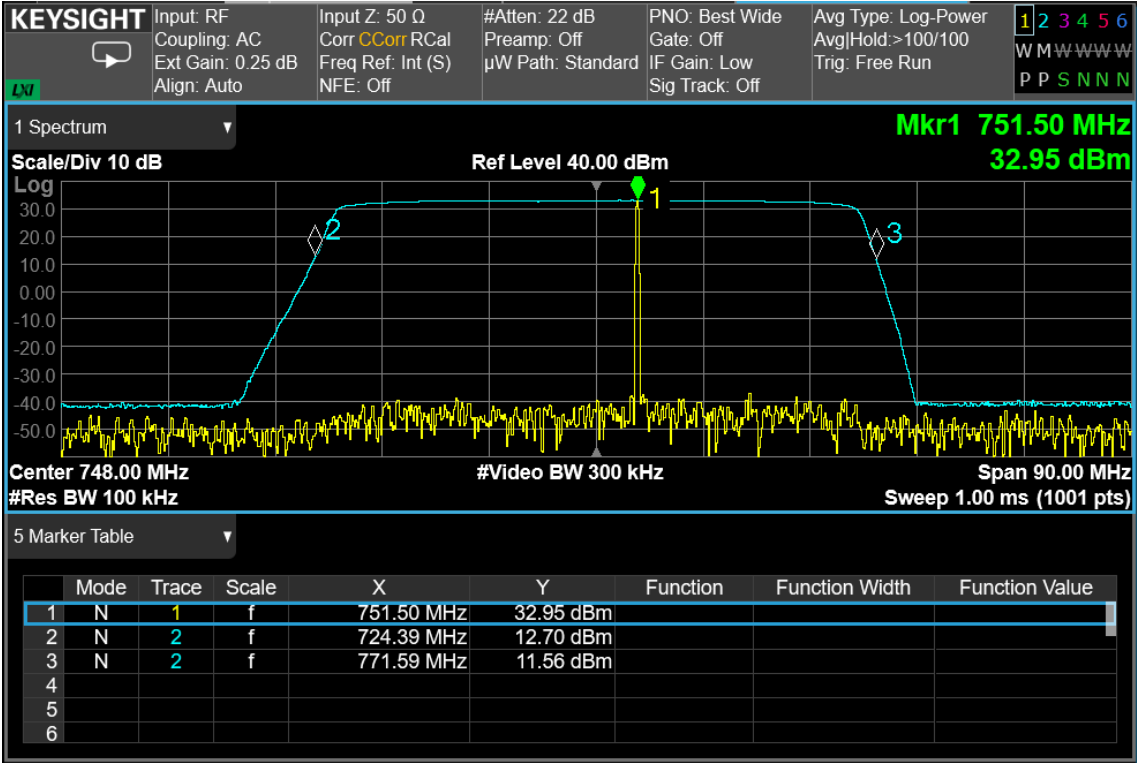 KEYSIGHT Input: RF Input Z: 50 Ω #Atten: 22 dB PNO: Best Wide Avg Type: Log-Power 1 2 3 4 5 6
Coupling: AC Corr CCorr RCal Preamp: Off Gate: Off Avg|Hold:>100/100 W M W W W W
Ext Gain: 0.25 dB Freq Ref: Int (S) µW Path: Standard IF Gain: Low Trig: Free Run
LXI Align: Auto NFE: Off Sig Track: Off P P S N N N
1 Spectrum ▼ Mkr1 751.50 MHz
Scale/Div 10 dB Ref Level 40.00 dBm 32.95 dBm
Log
1
30.0
2
3
20.0
10.0
0.00
-10.0
-20.0
-30.0
-40.0
-50.0
Center 748.00 MHz #Video BW 300 kHz Span 90.00 MHz
#Res BW 100 kHz Sweep 1.00 ms (1001 pts)
5 Marker Table ▼
Mode Trace Scale X Y Function Function Width Function Value
1 N 1 f 751.50 MHz 32.95 dBm
2 N 2 f 724.39 MHz 12.70 dBm
3 N 2 f 771.59 MHz 11.56 dBm
4
5
6